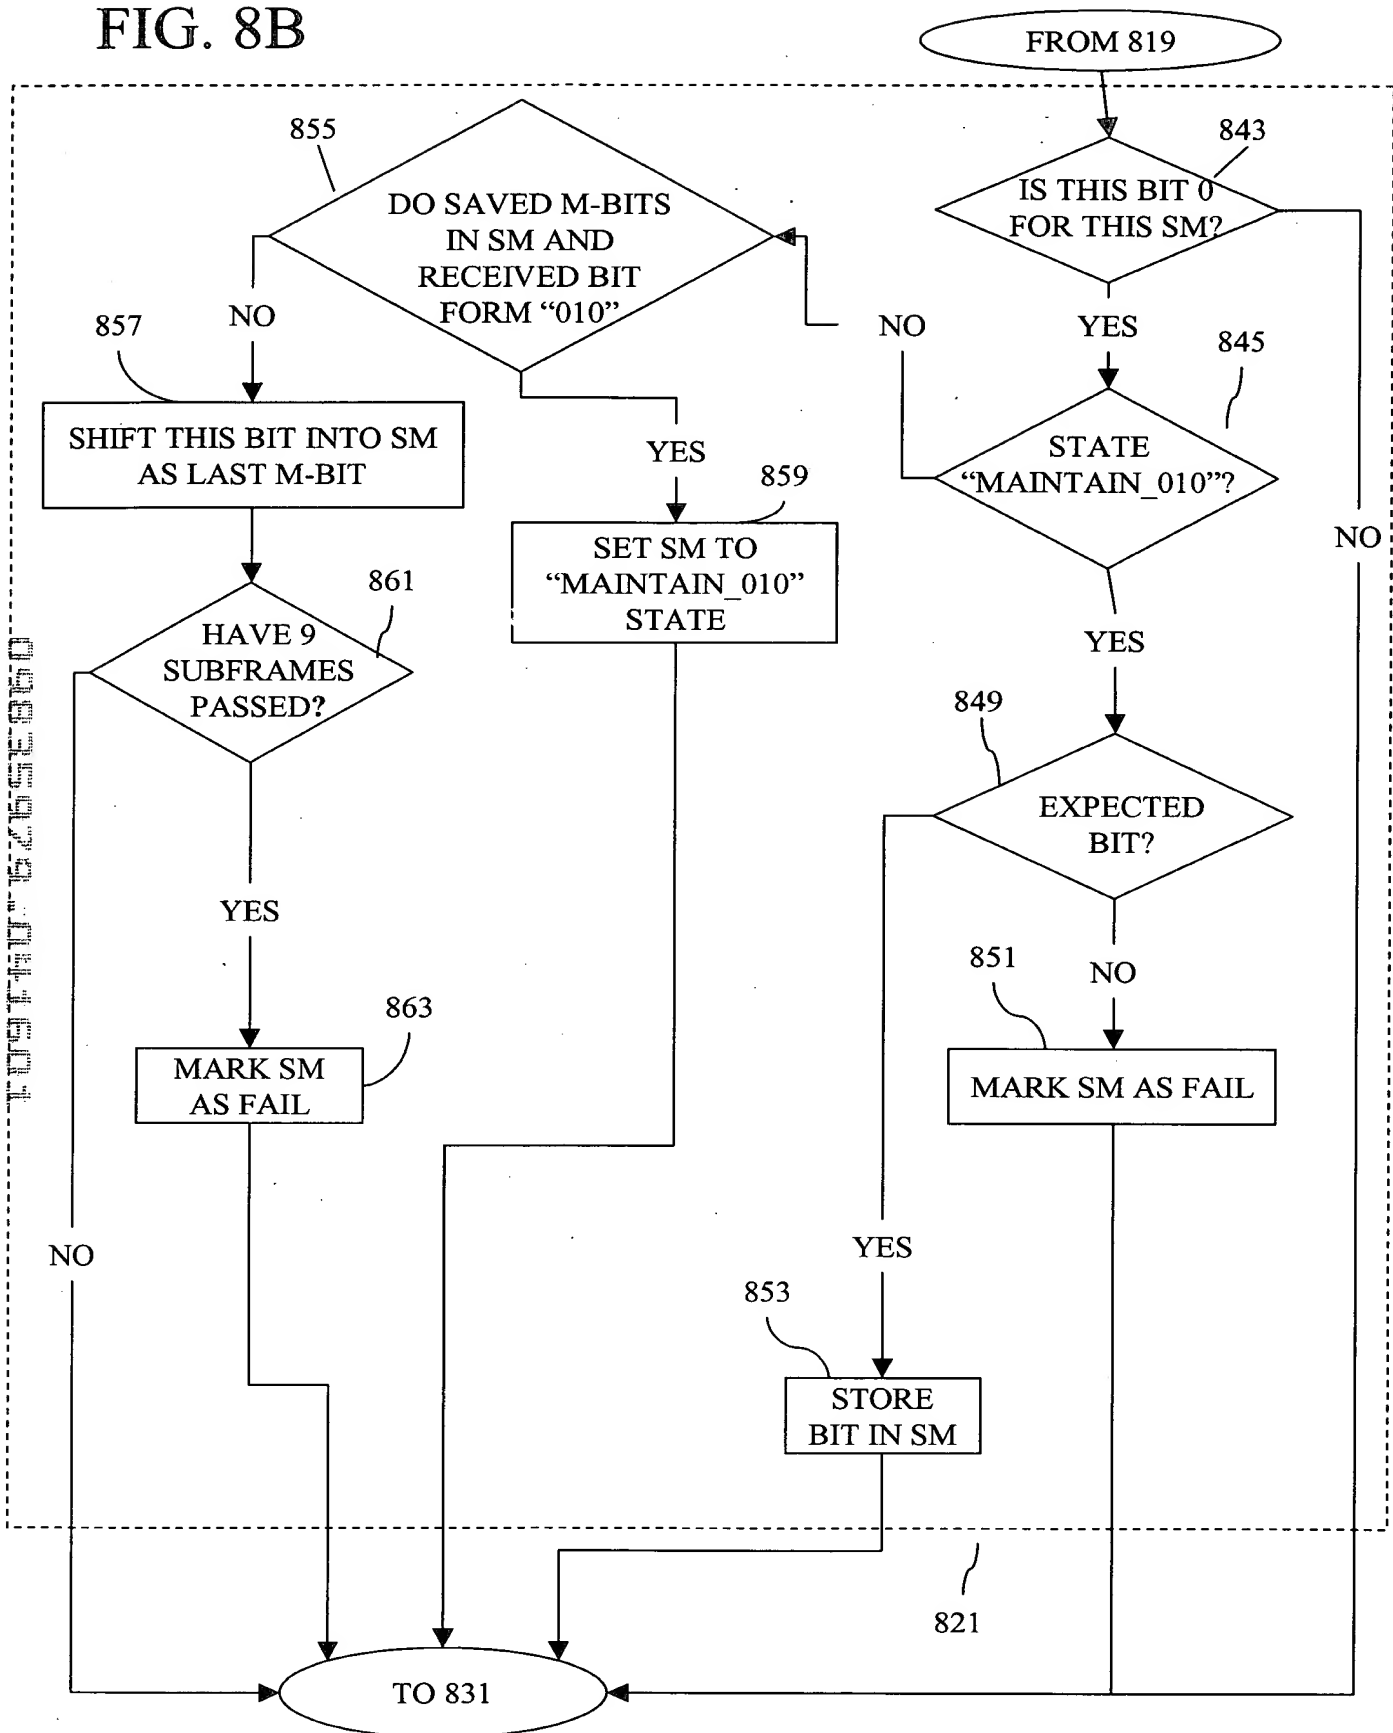 FIG. 8B
FROM 819
843
IS THIS BIT 0
FOR THIS SM?
855
DO SAVED M-BITS
IN SM AND
RECEIVED BIT
FORM “010”
NO
NO
YES
857
SHIFT THIS BIT INTO SM
AS LAST M-BIT
845
STATE
“MAINTAIN_010”?
YES
859
SET SM TO
“MAINTAIN_010”
STATE
NO
861
HAVE 9
SUBFRAMES
PASSED?
YES
849
EXPECTED
BIT?
YES
NO
851
MARK SM AS FAIL
863
MARK SM
AS FAIL
NO
YES
853
STORE
BIT IN SM
821
TO 831